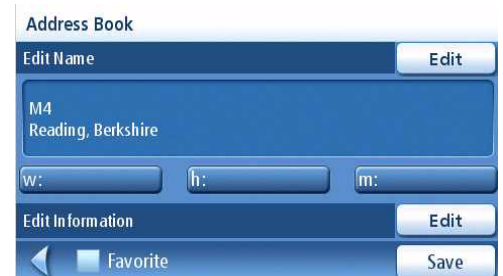 Address Book
Edit Name Edit
M4
Reading, Berkshire
w: h: m:
Edit Information Edit
Favorite Save